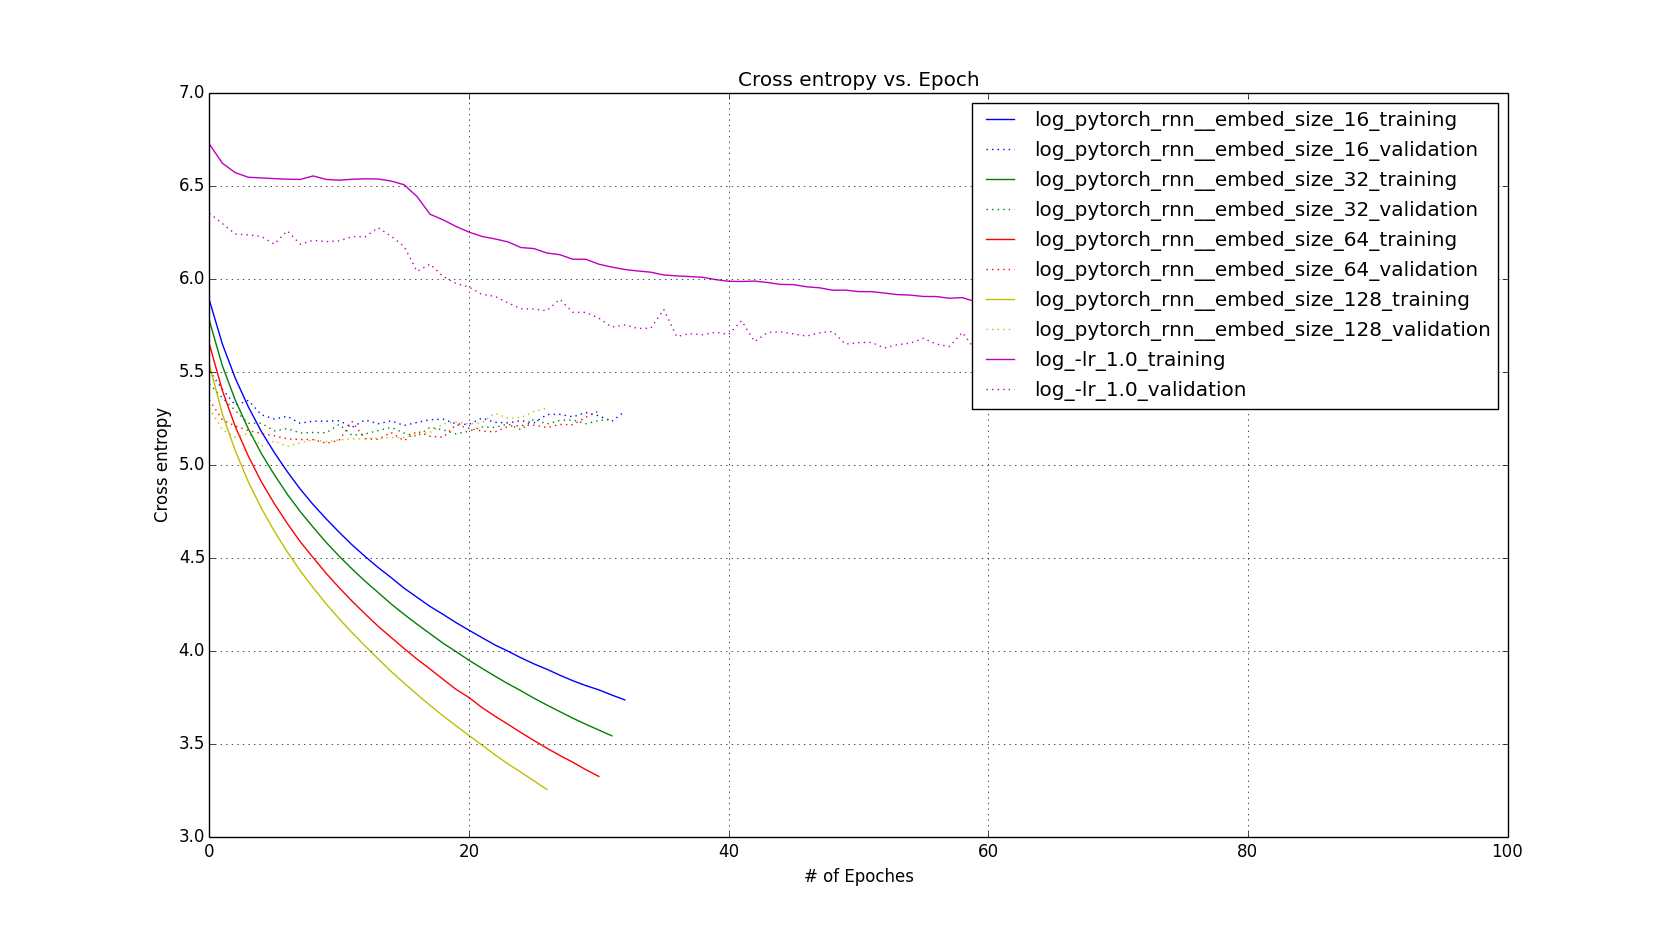 Cross entropy vs. Epoch
7.0
6.5
6.0
5.5
5.0
4.5
4.0
3.5
3.0
Cross entropy
log_pytorch_rnn__embed_size_16_training
log_pytorch_rnn__embed_size_16_validation
log_pytorch_rnn__embed_size_32_training
log_pytorch_rnn__embed_size_32_validation
log_pytorch_rnn__embed_size_64_training
log_pytorch_rnn__embed_size_64_validation
log_pytorch_rnn__embed_size_128_training
log_pytorch_rnn__embed_size_128_validation
log_-lr_1.0_training
log_-lr_1.0_validation
0 20 40 60 80 100
# of Epoches